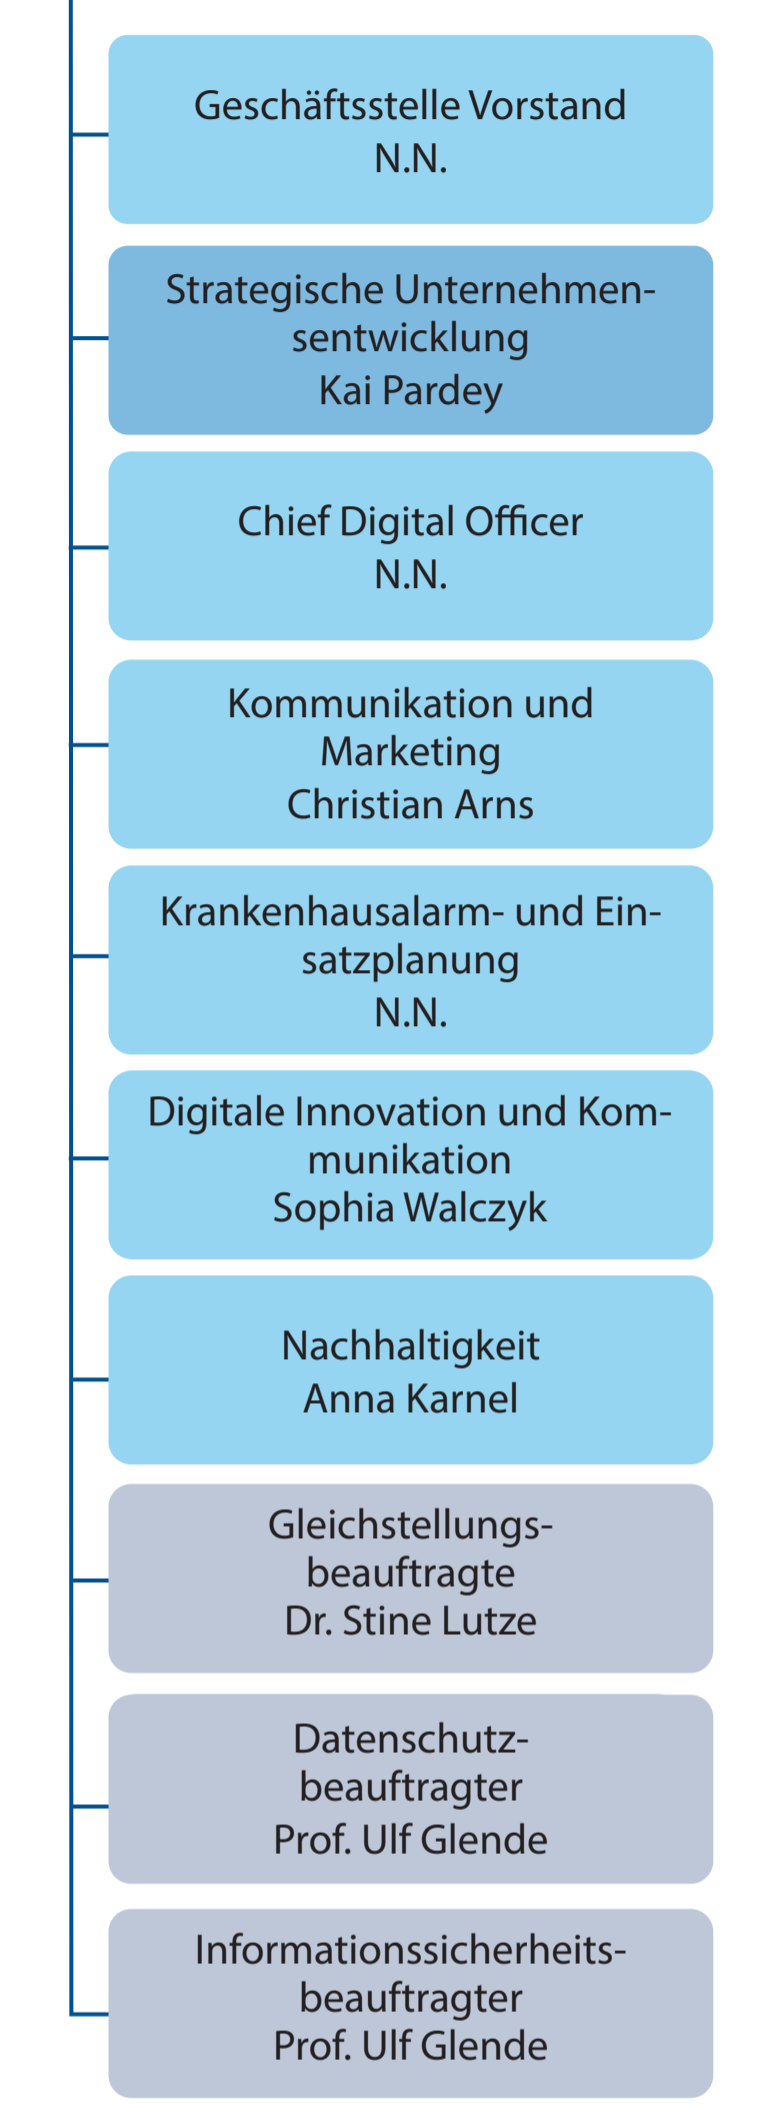 Geschäftsstelle Vorstand
N.N.
Strategische Unternehmen-
sentwicklung
Kai Pardey
Chief Digital Officer
N.N.
Kommunikation und
Marketing
Christian Arns
Krankenhausalarm- und Ein-
satzplanung
N.N.
Digitale Innovation und Kom-
munikation
Sophia Walczyk
Nachhaltigkeit
Anna Karnel
Gleichstellungs-
beauftragte
Dr. Stine Lutze
Datenschutz-
beauftragter
Prof. Ulf Glende
Informationssicherheits-
beauftragter
Prof. Ulf Glende